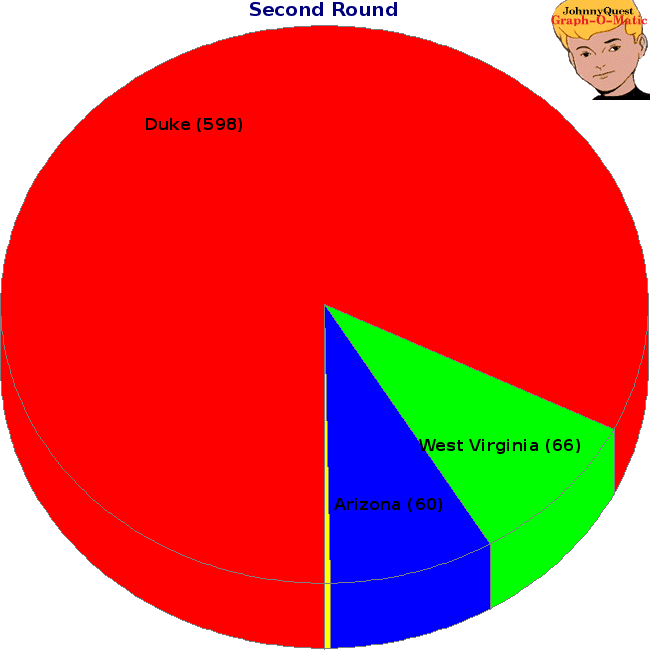 Second Round
JohnnyQuest
Graph-O-Matic
Duke (598)
West Virginia (66)
Arizona (60)